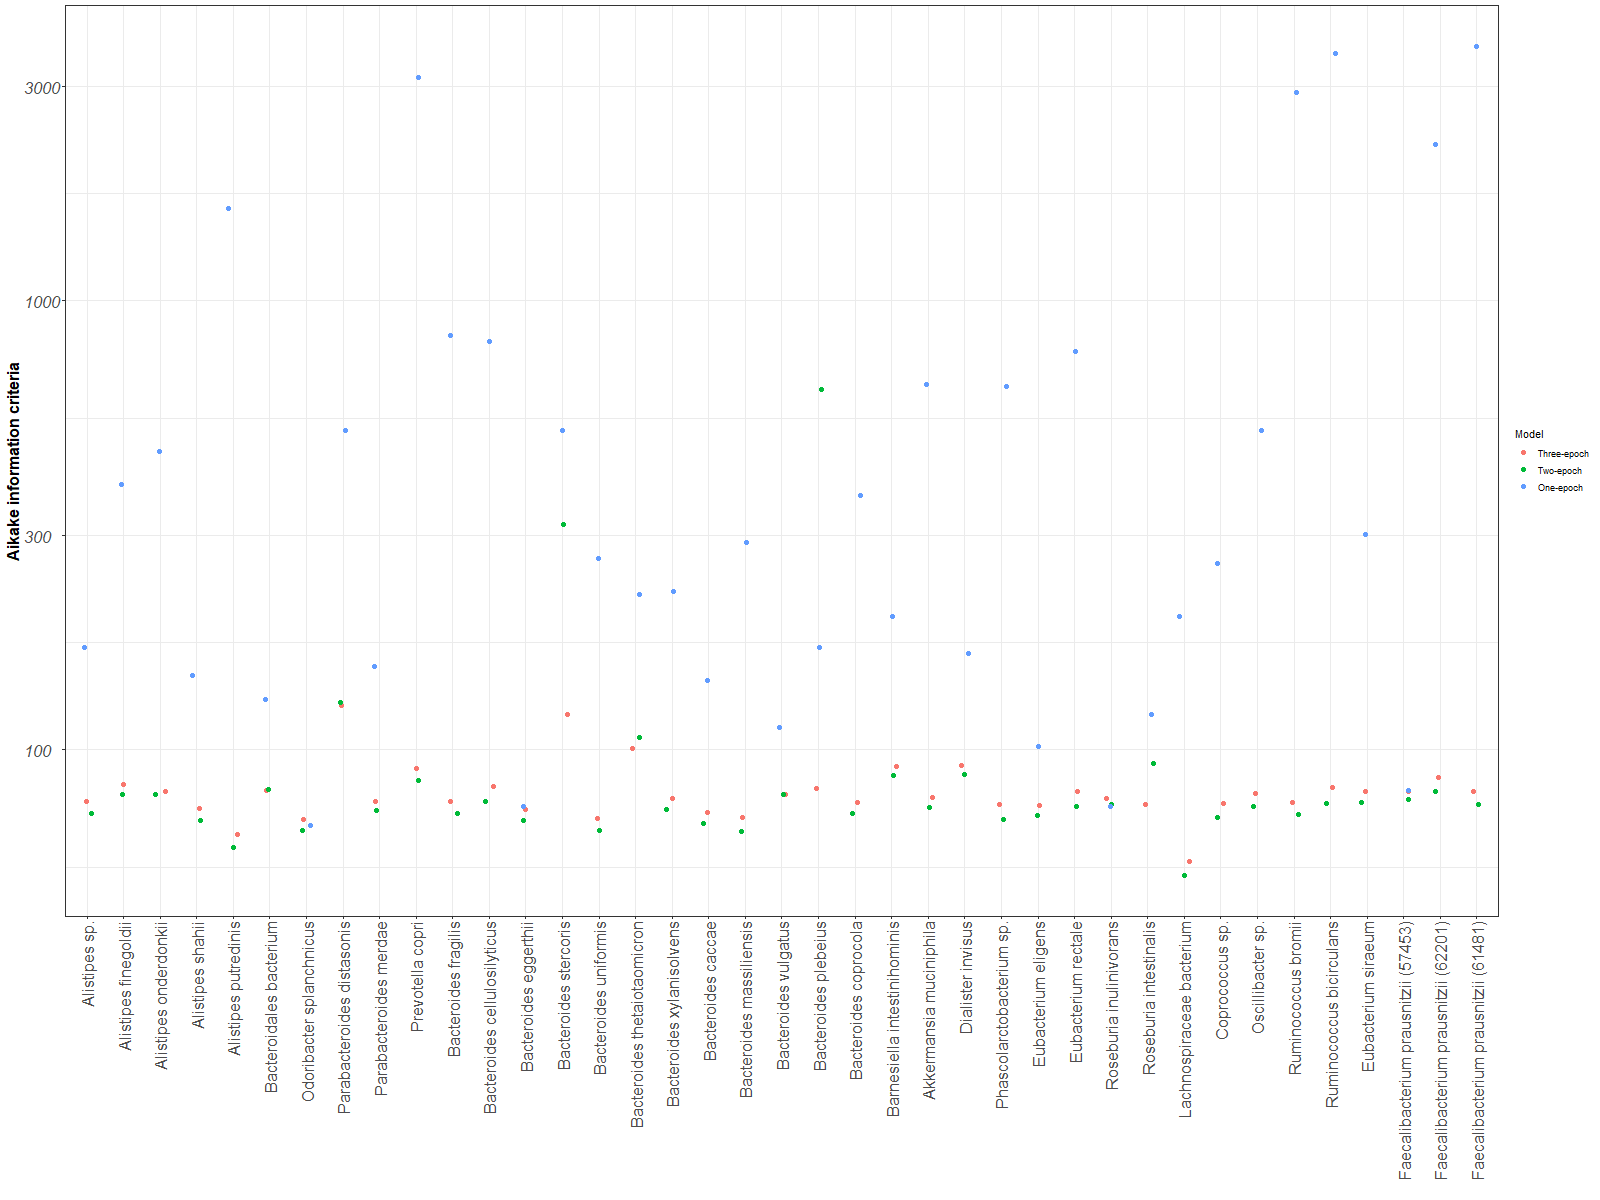 Aikake information criteria
3000
1000
300
100
Alistipes sp.
Alistipes finegoldii
Alistipes onderdonkii
Alistipes shahii
Alistipes putredinis
Bacteroidales bacterium
Odoribacter splanchnicus
Parabacteroides distasonis
Parabacteroides merdae
Prevotella copri
Bacteroides fragilis
Bacteroides cellulosilyticus
Bacteroides eggerthii
Bacteroides stercoris
Bacteroides uniformis
Bacteroides thetaiotaomicron
Bacteroides xylanisolvens
Bacteroides caccae
Bacteroides massiliensis
Bacteroides vulgatus
Bacteroides plebeius
Bacteroides coprocola
Barnesiella intestinihominis
Akkermansia muciniphila
Dialister invisus
Phascolarctobacterium sp.
Eubacterium eligens
Eubacterium rectale
Roseburia inulinivorans
Roseburia intestinalis
Lachnospiraceae bacterium
Coprococcus sp.
Oscillibacter sp.
Ruminococcus bromii
Ruminococcus bicirculans
Eubacterium siraeum
Faecalibacterium prausnitzii (57453)
Faecalibacterium prausnitzii (62201)
Faecalibacterium prausnitzii (61481)
Model
Three-epoch
Two-epoch
One-epoch